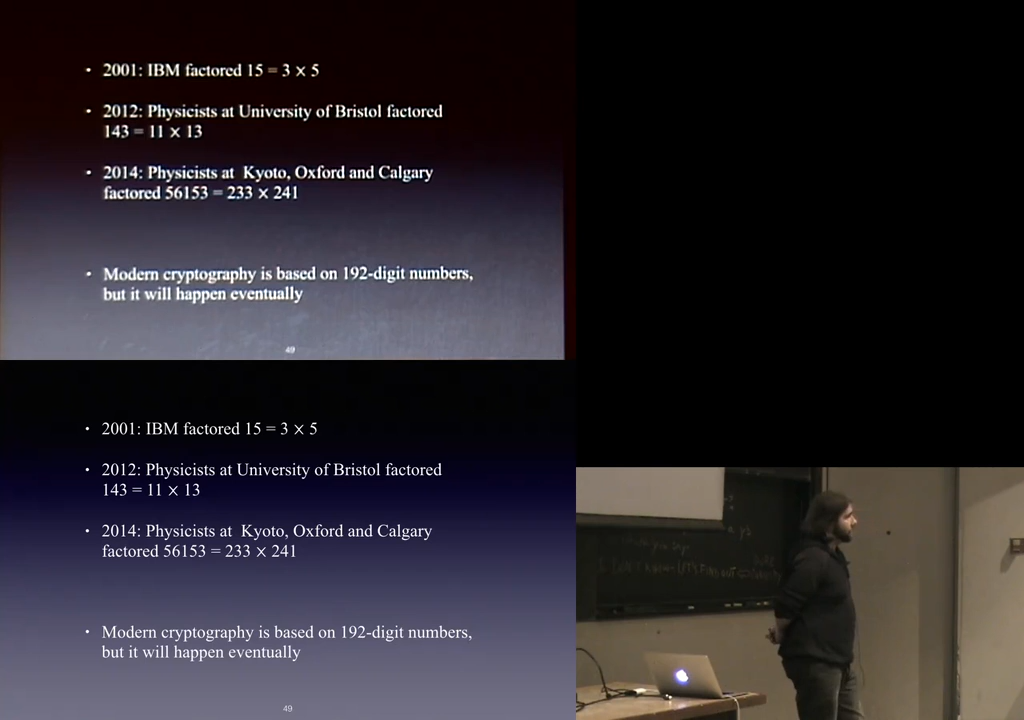 • 2001: IBM factored 15 = 3 × 5
• 2012: Physicists at University of Bristol factored
143 = 11 × 13
• 2014: Physicists at Kyoto, Oxford and Calgary
factored 56153 = 233 × 241
• Modern cryptography is based on 192-digit numbers,
but it will happen eventually
49
• 2001: IBM factored 15 = 3 × 5
• 2012: Physicists at University of Bristol factored
143 = 11 × 13
• 2014: Physicists at Kyoto, Oxford and Calgary
factored 56153 = 233 × 241
• Modern cryptography is based on 192-digit numbers,
but it will happen eventually
49